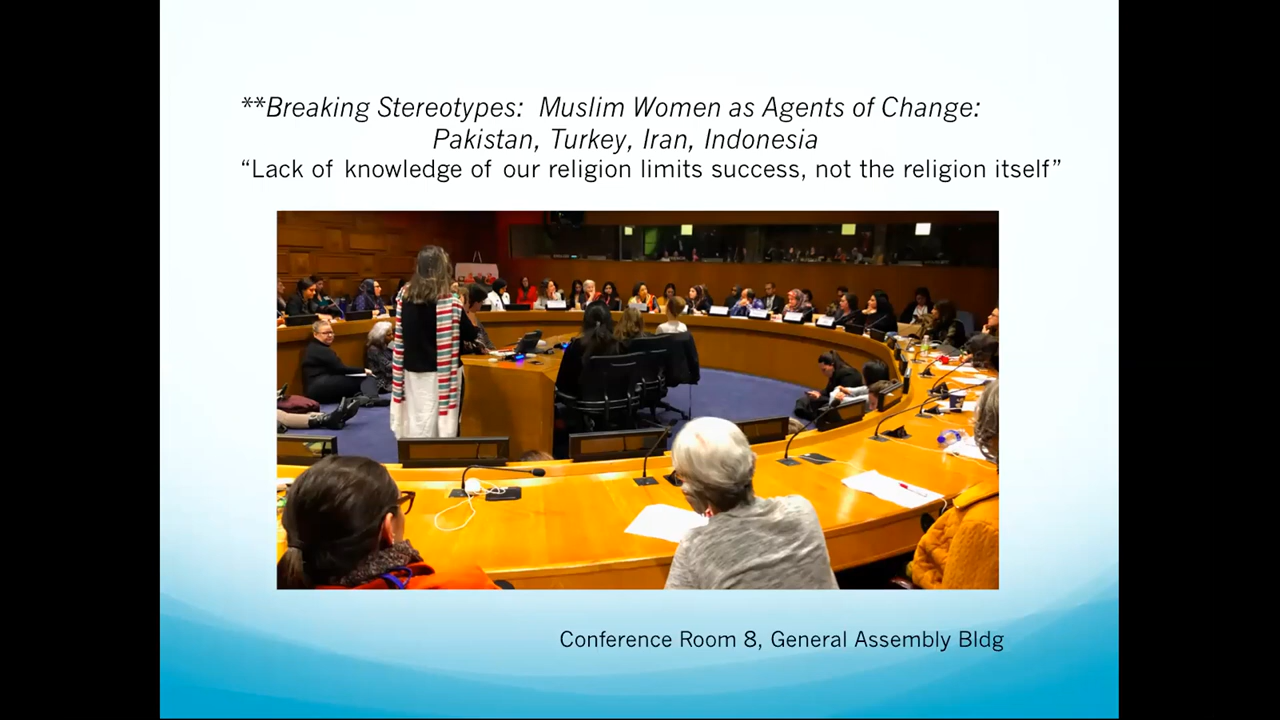 **Breaking Stereotypes: Muslim Women as Agents of Change:
Pakistan, Turkey, Iran, Indonesia
“Lack of knowledge of our religion limits success, not the religion itself”
Conference Room 8, General Assembly Bldg